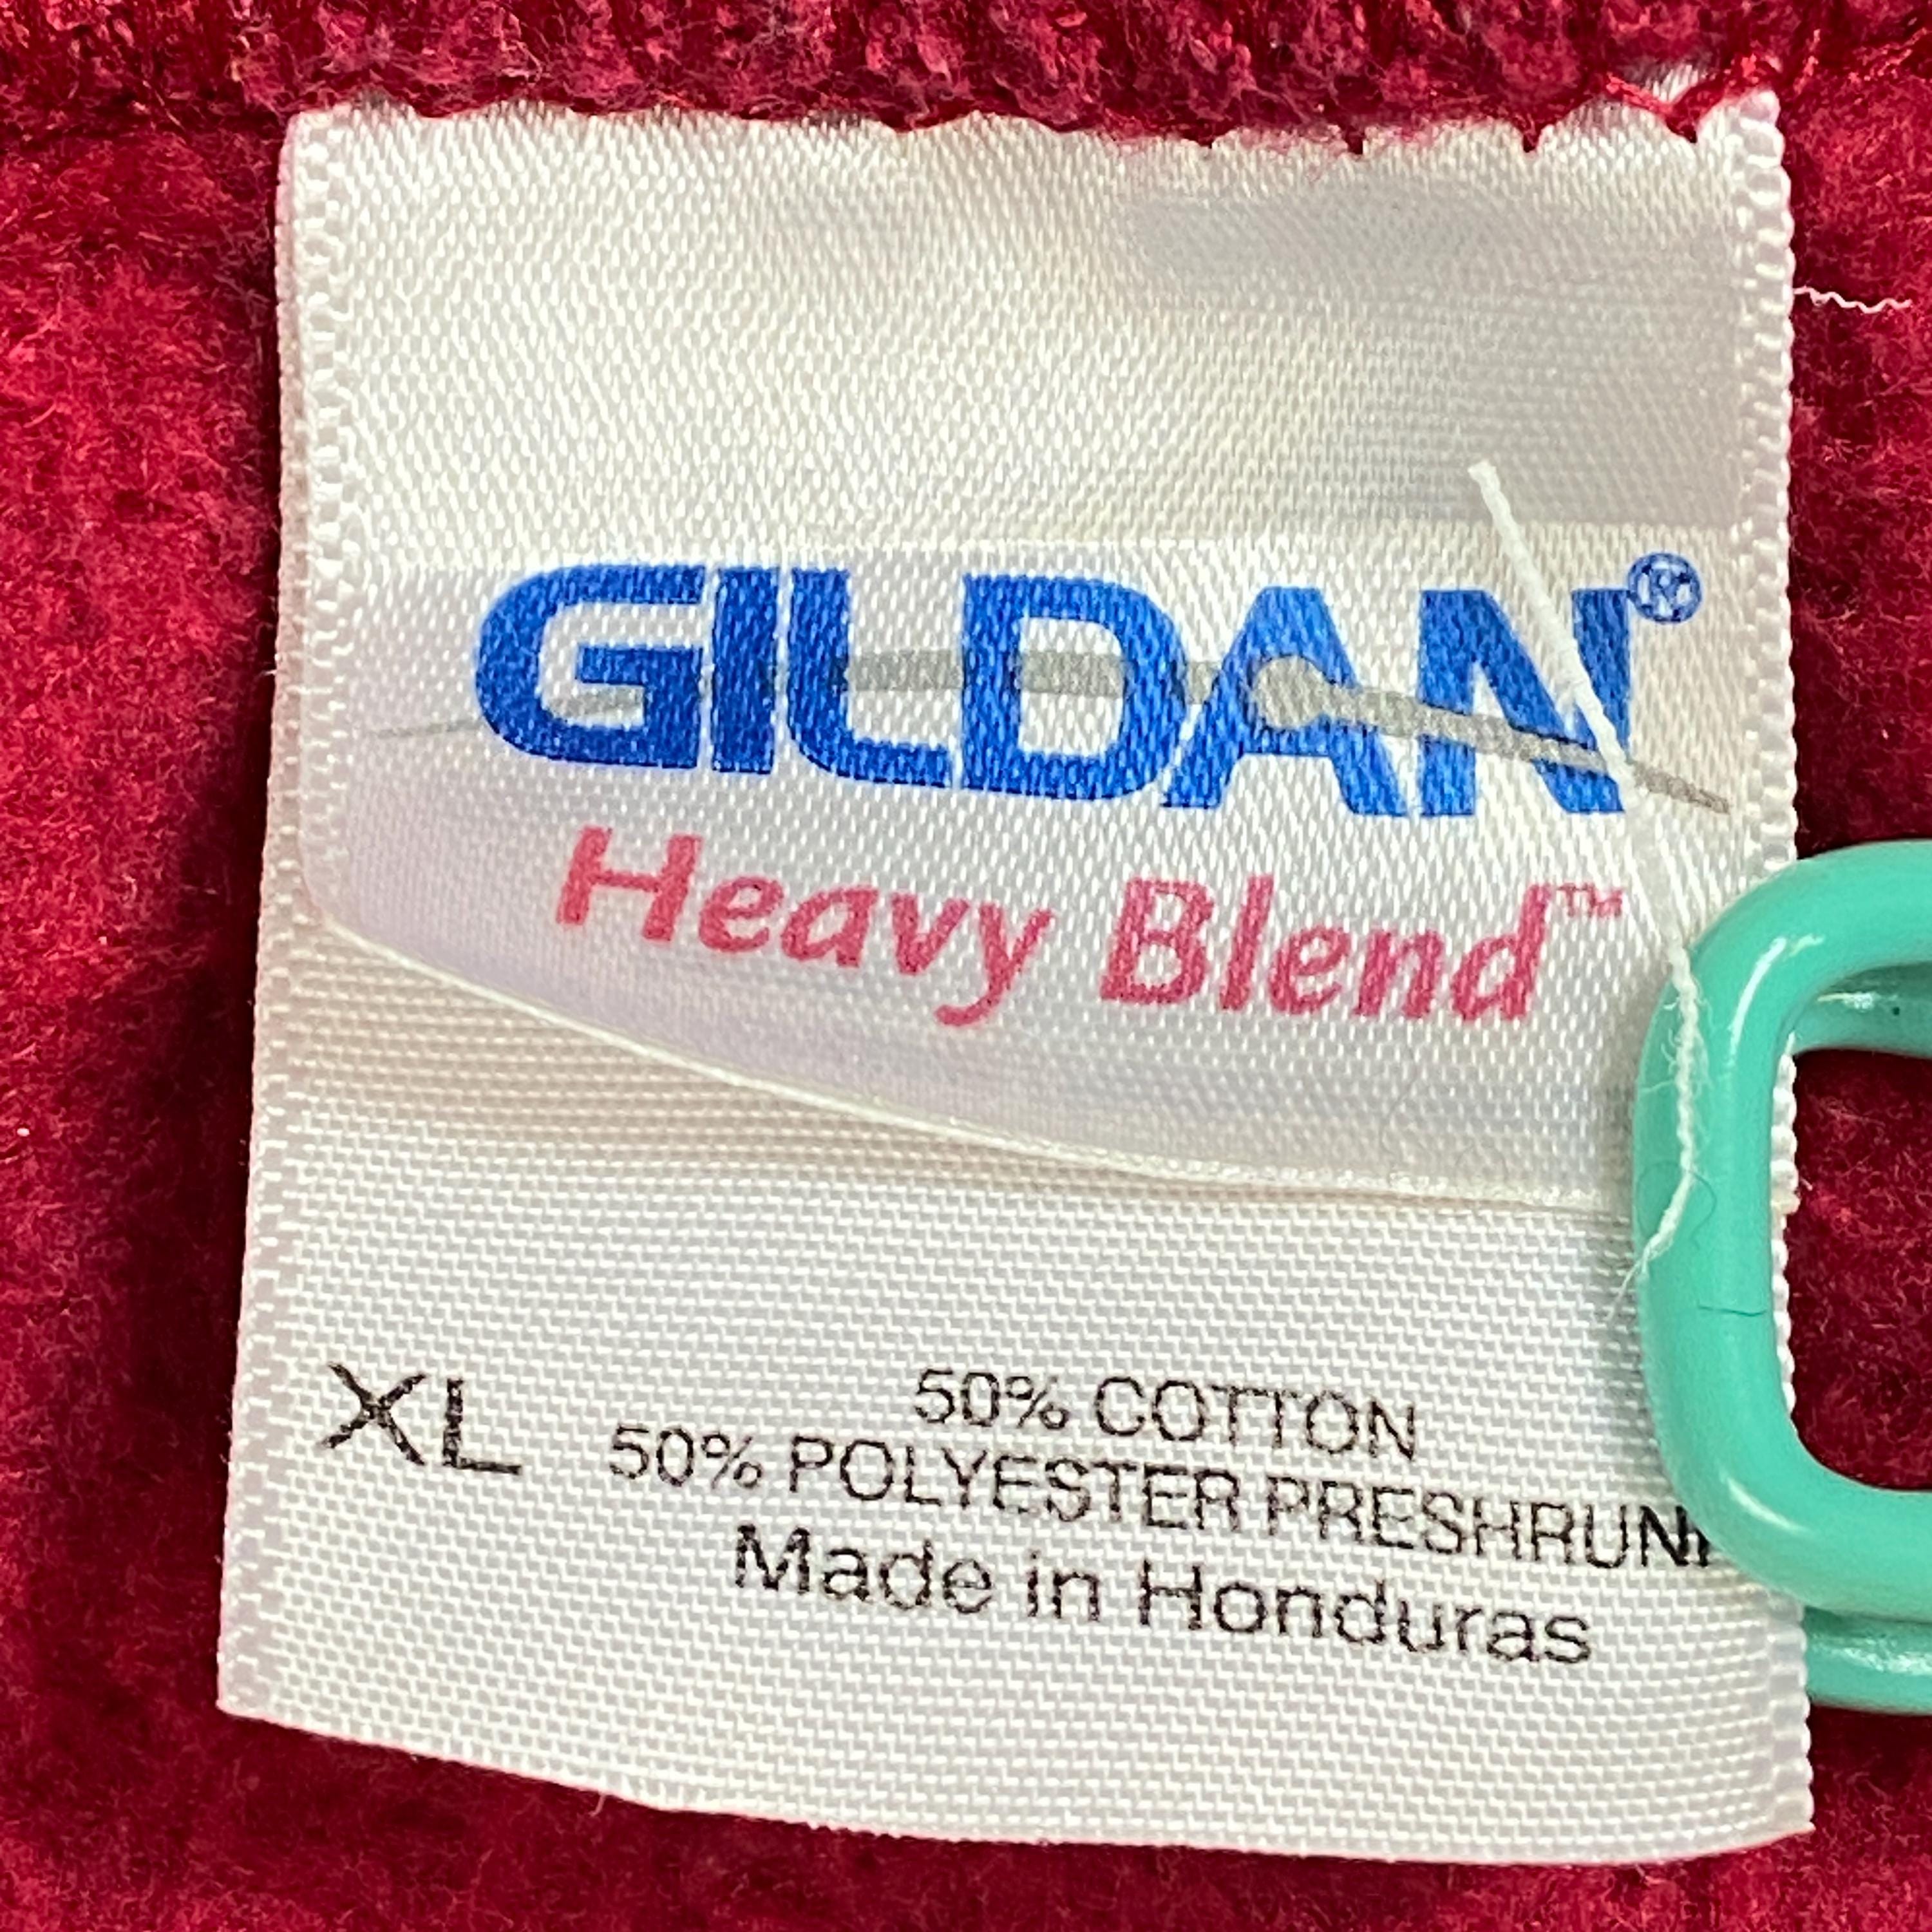 GILDAN®
Heavy Blend™
XL
50% COTTON
50% POLYESTER PRESHRUNK
Made in Honduras